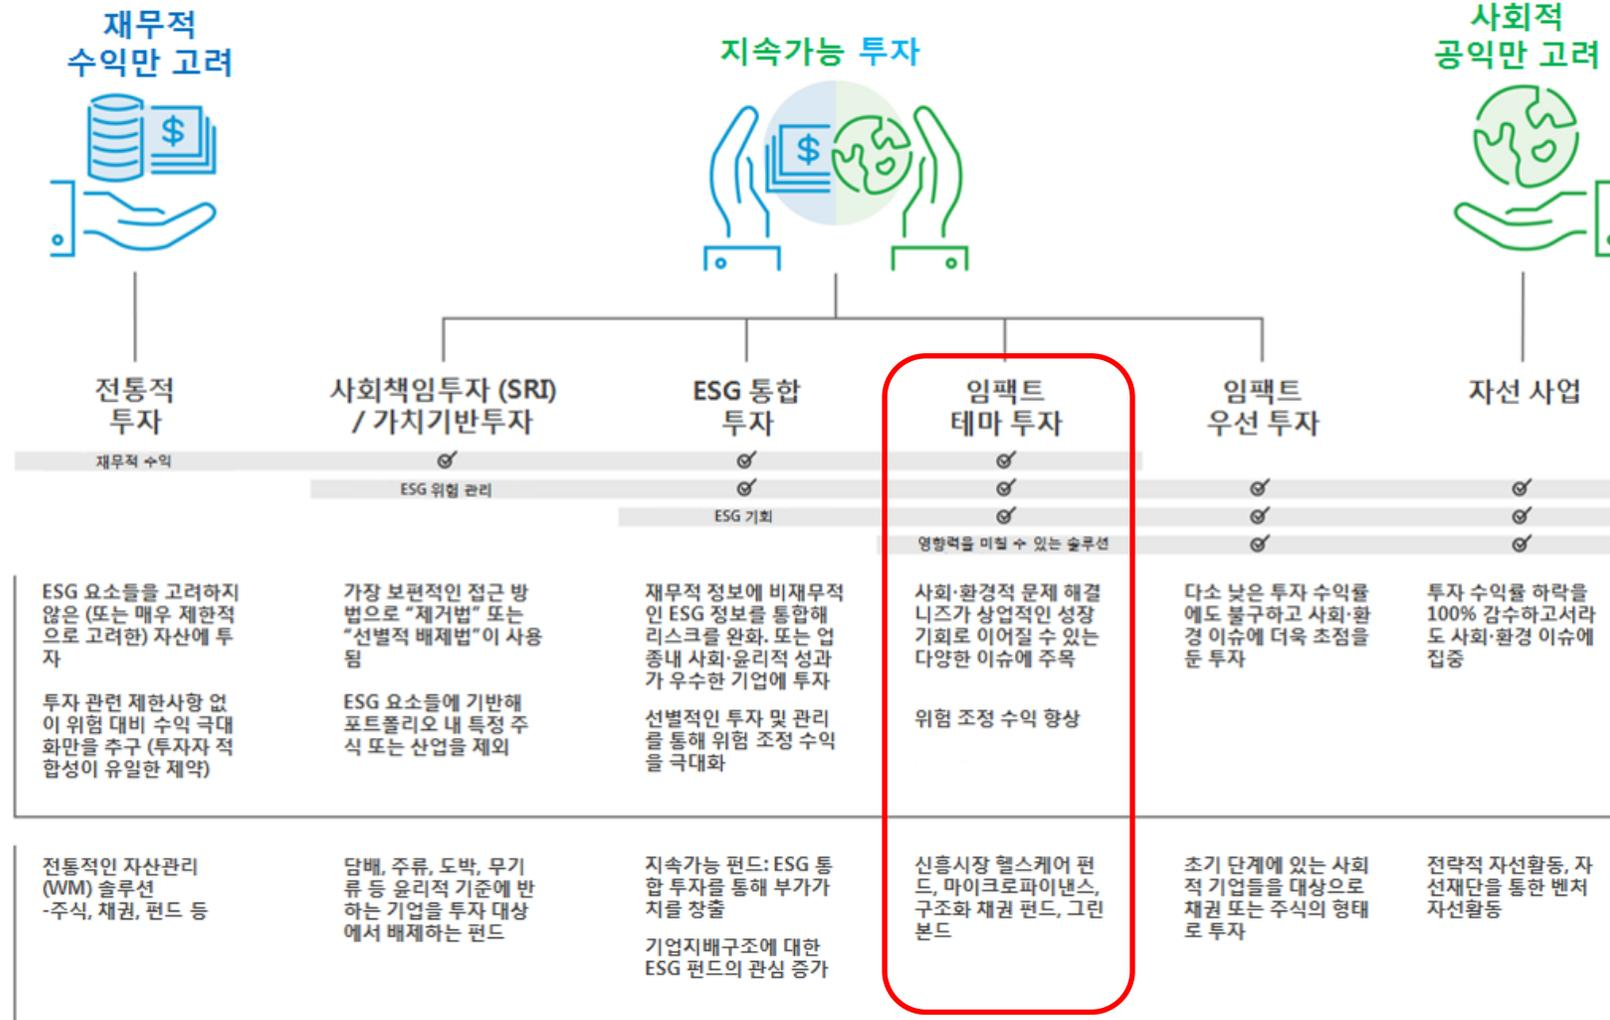 재무적
수익만 고려
지속가능 투자
사회적
공익만 고려
$
$
전통적
투자
사회책임투자 (SRI)
/ 가치기반투자
ESG 통합
투자
임팩트
테마 투자
임팩트
우선 투자
자선 사업
재무적 수익
ESG 위험 관리
ESG 기회
영향력을 미칠 수 있는 솔루션
ESG 요소들을 고려하지
않은 (또는 매우 제한적
으로 고려한) 자산에 투
자
투자 관련 제한사항 없
이 위험 대비 수익 극대
화만을 추구 (투자자 적
합성이 유일한 제약)
가장 보편적인 접근 방
법으로 “제거법” 또는
“선별적 배제법”이 사용
됨
ESG 요소들에 기반해
포트폴리오 내 특정 주
식 또는 산업을 제외
재무적 정보에 비재무적
인 ESG 정보를 통합해
리스크를 완화. 또는 업
종내 사회·윤리적 성과
가 우수한 기업에 투자
선별적인 투자 및 관리
를 통해 위험 조정 수익
을 극대화
사회·환경적 문제 해결
니즈가 상업적인 성장
기회로 이어질 수 있는
다양한 이슈에 주목
위험 조정 수익 향상
다소 낮은 투자 수익률
에도 불구하고 사회·환
경 이슈에 더욱 초점을
둔 투자
투자 수익률 하락을
100% 감수하고서라
도 사회·환경 이슈에
집중
전통적인 자산관리
(WM) 솔루션
-주식, 채권, 펀드 등
담배, 주류, 도박, 무기
류 등 윤리적 기준에 반
하는 기업을 투자 대상
에서 배제하는 펀드
지속가능 펀드: ESG 통
합 투자를 통해 부가가
치를 창출
기업지배구조에 대한
ESG 펀드의 관심 증가
신흥시장 헬스케어 펀
드, 마이크로파이낸스,
구조화 채권 펀드, 그린
본드
초기 단계에 있는 사회
적 기업들을 대상으로
채권 또는 주식의 형태
로 투자
전략적 자선활동, 자
선재단을 통한 벤처
자선활동